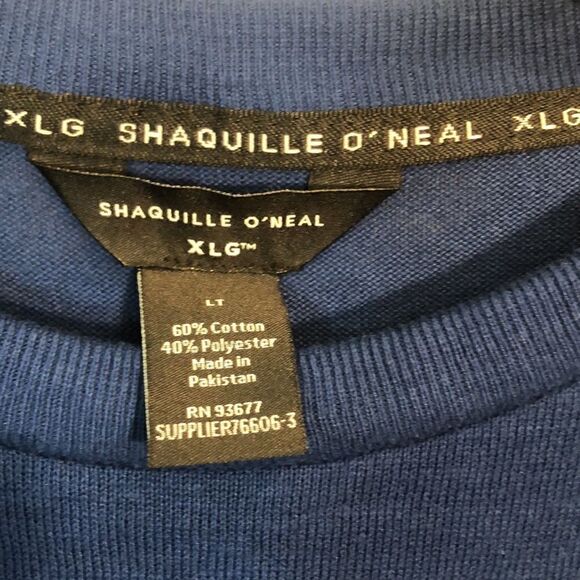 XLG SHAQUILLE O'NEAL XLG
SHAQUILLE O'NEAL
XLG™
LT
60% Cotton
40% Polyester
Made in
Pakistan
RN 93677
SUPPLIER76606-3